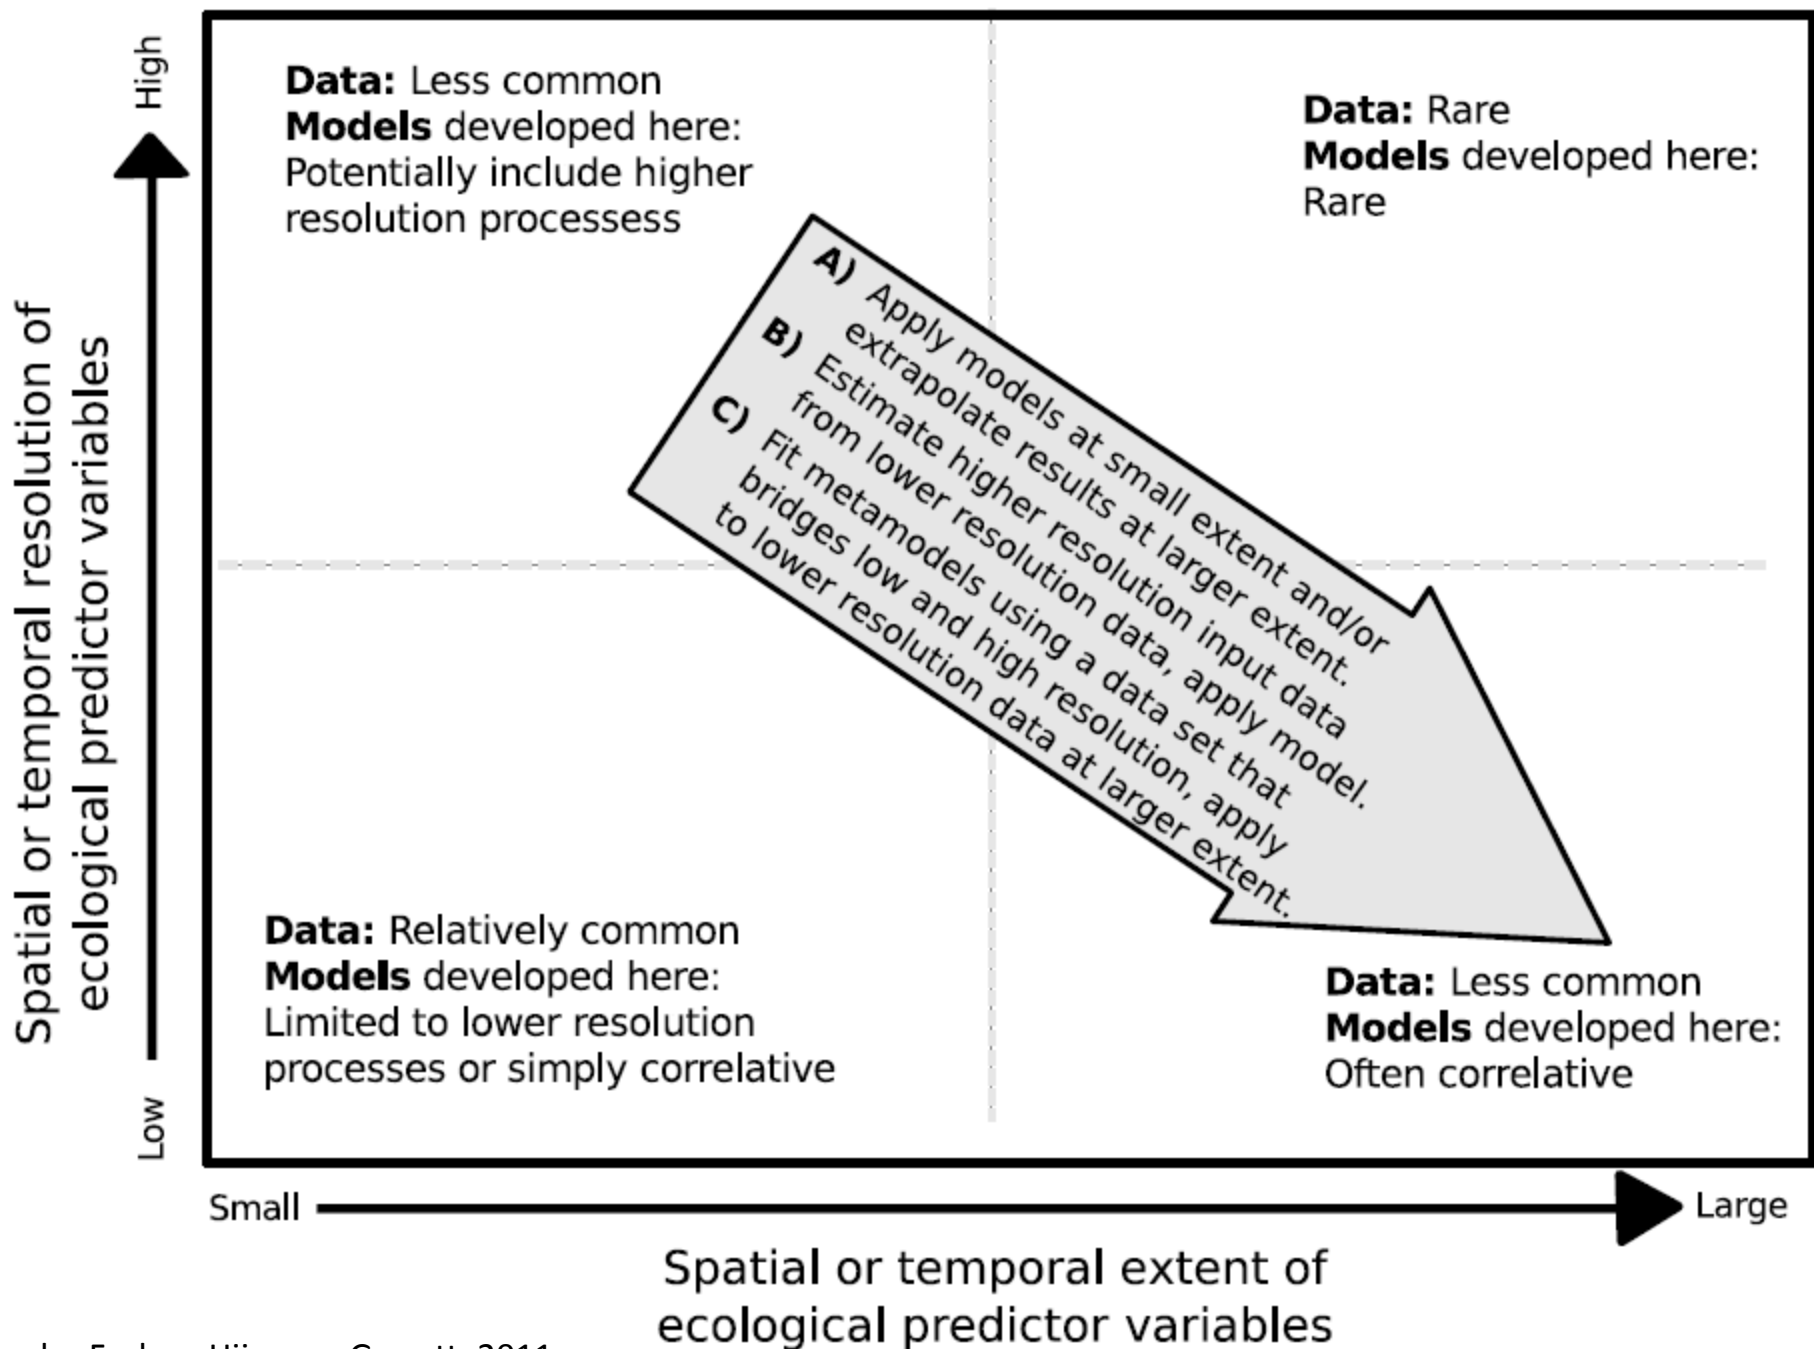 High
Data: Less common
Models developed here:
Potentially include higher
resolution processess
Data: Rare
Models developed here:
Rare
A) Apply models at small extent and/or
extrapolate results at larger extent.
B) Estimate higher resolution input data
from lower resolution data, apply model.
C) Fit metamodels using a data set that
bridges low and high resolution, apply
to lower resolution data at larger extent.
Spatial or temporal resolution of
ecological predictor variables
Data: Relatively common
Models developed here:
Limited to lower resolution
processes or simply correlative
Data: Less common
Models developed here:
Often correlative
Low
Small
Large
Spatial or temporal extent of
ecological predictor variables
2011